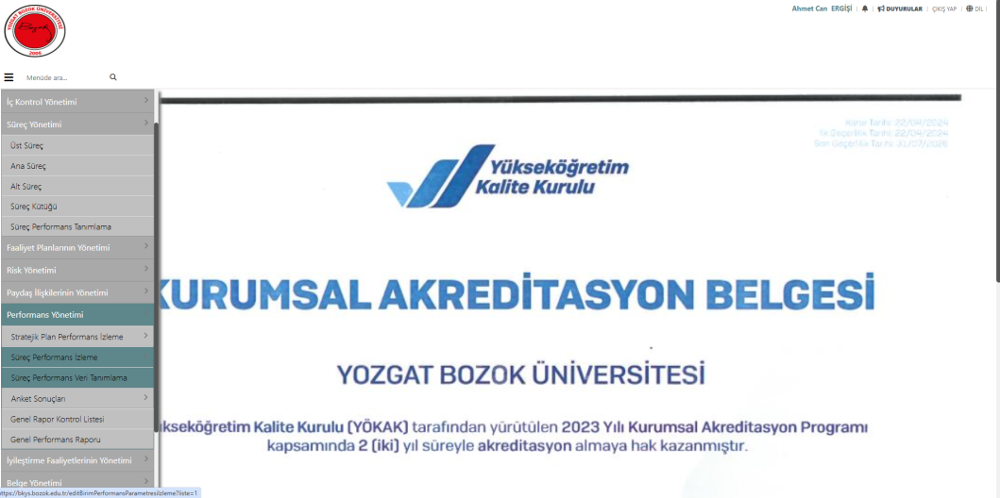 YOZGAT BOZOK ÜNİVERSİTESİ
Bozok
2006
Ahmet Can ERGİŞİ | DUYURULAR | ÇIKIŞ YAP | DİL |
Menüde ara...
İç Kontrol Yönetimi
Süreç Yönetimi
Üst Süreç
Ana Süreç
Alt Süreç
Süreç Kütüğü
Süreç Performans Tanımlama
Faaliyet Planlarının Yönetimi
Risk Yönetimi
Paydaş İlişkilerinin Yönetimi
Performans Yönetimi
Stratejik Plan Performans İzleme
Süreç Performans İzleme
Süreç Performans Veri Tanımlama
Anket Sonuçları
Genel Rapor Kontrol Listesi
Genel Performans Raporu
İyileştirme Faaliyetlerinin Yönetimi
Belge Yönetimi
ttps://bkys.bozok.edu.tr/editBirimPerformansParametresiIzleme?liste=1
Karar Tarihi: 22/04/2024
İlk Geçerlilik Tarihi: 22/04/2024
Son Geçerlilik Tarihi: 31/07/2026
Yükseköğretim
Kalite Kurulu
KURUMSAL AKREDİTASYON BELGESİ
YOZGAT BOZOK ÜNİVERSİTESİ
ükseköğretim Kalite Kurulu (YÖKAK) tarafından yürütülen 2023 Yılı Kurumsal Akreditasyon Programı
kapsamında 2 (iki) yıl süreyle akreditasyon almaya hak kazanmıştır.